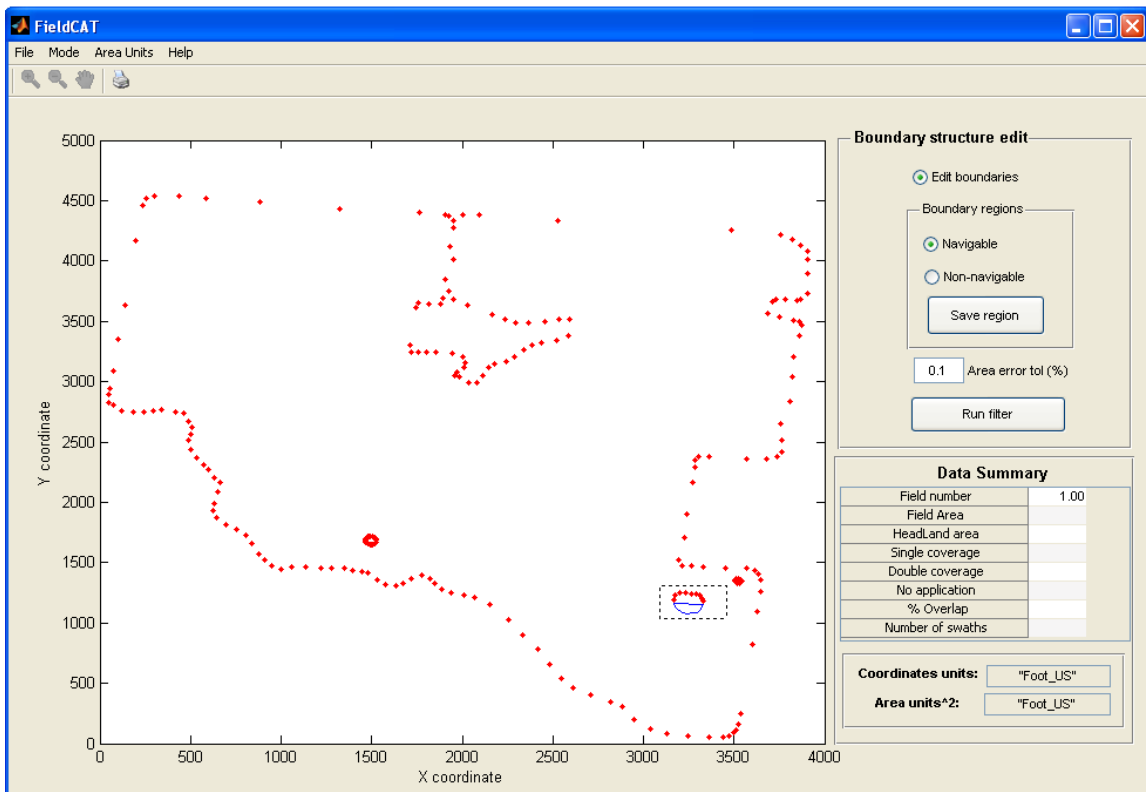 FieldCAT
File Mode Area Units Help
5000
4500
4000
3500
3000
2500
2000
1500
1000
500
0
Y coordinate
0 500 1000 1500 2000 2500 3000 3500 4000
X coordinate
Boundary structure edit
Edit boundaries
Boundary regions
Navigable
Non-navigable
Save region
0.1 Area error tol (%)
Run filter
Data Summary
Field number 1.00
Field Area
HeadLand area
Single coverage
Double coverage
No application
% Overlap
Number of swaths
Coordinates units: "Foot_US"
Area units^2: "Foot_US"